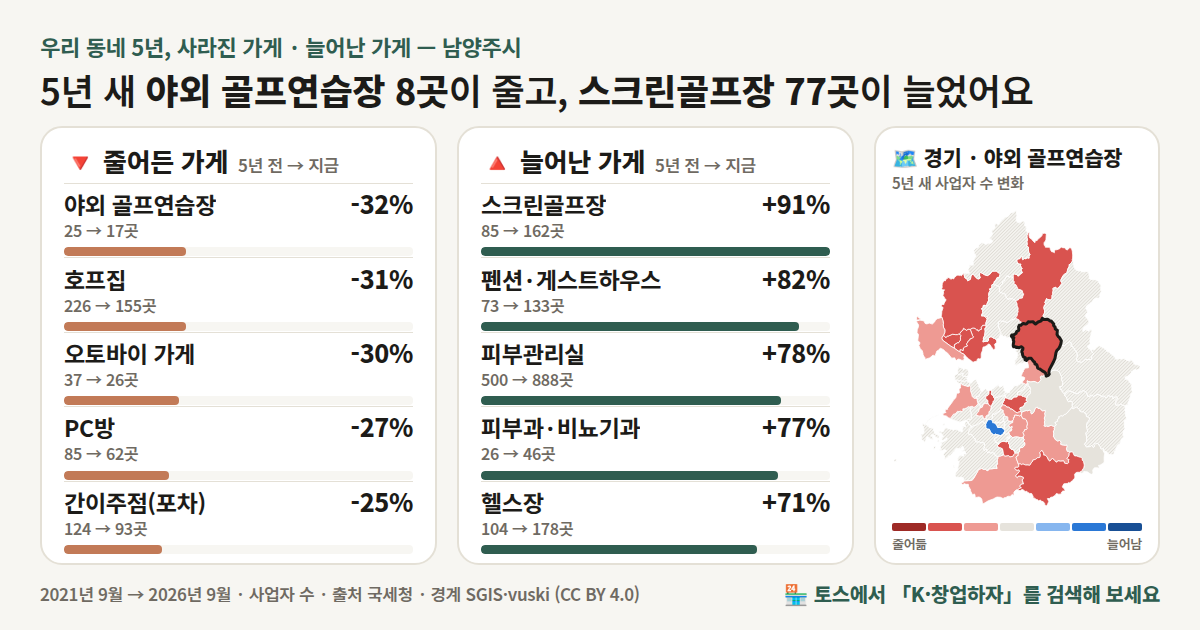 우리 동네 5년, 사라진 가게 · 늘어난 가게 — 남양주시
5년 새 야외 골프연습장 8곳이 줄고, 스크린골프장 77곳이 늘었어요
🔻 줄어든 가게 5년 전 → 지금
야외 골프연습장 -32%
25 → 17곳
호프집 -31%
226 → 155곳
오토바이 가게 -30%
37 → 26곳
PC방 -27%
85 → 62곳
간이주점(포차) -25%
124 → 93곳
🔺 늘어난 가게 5년 전 → 지금
스크린골프장 +91%
85 → 162곳
펜션·게스트하우스 +82%
73 → 133곳
피부관리실 +78%
500 → 888곳
피부과·비뇨기과 +77%
26 → 46곳
헬스장 +71%
104 → 178곳
🗺️ 경기 · 야외 골프연습장
5년 새 사업자 수 변화
줄어듦 늘어남
2021년 9월 → 2026년 9월 · 사업자 수 · 출처 국세청 · 경계 SGIS·vuski (CC BY 4.0)
🏪 토스에서 「K·창업하자」를 검색해 보세요